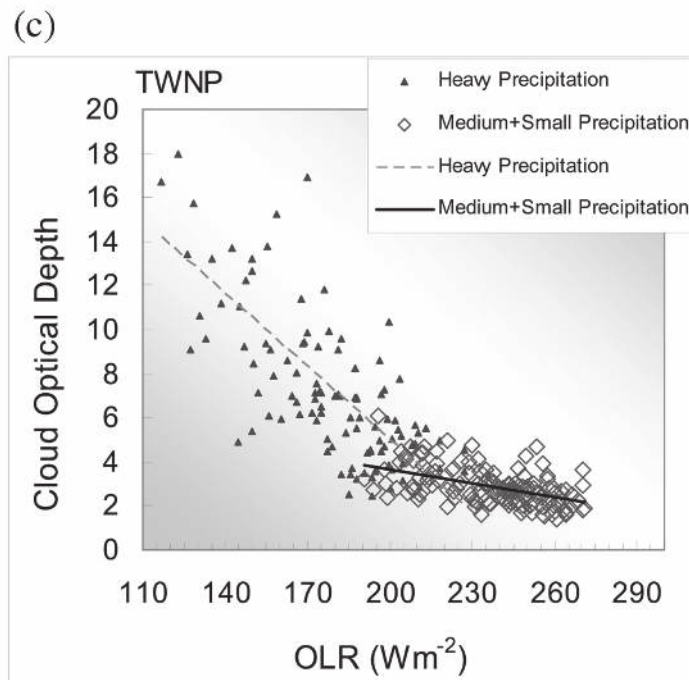 (c)
TWNP
Heavy Precipitation
Medium+Small Precipitation
Heavy Precipitation
Medium+Small Precipitation
Cloud Optical Depth
20
18
16
14
12
10
8
6
4
2
0
110 140 170 200 230 260 290
OLR (Wm⁻²)